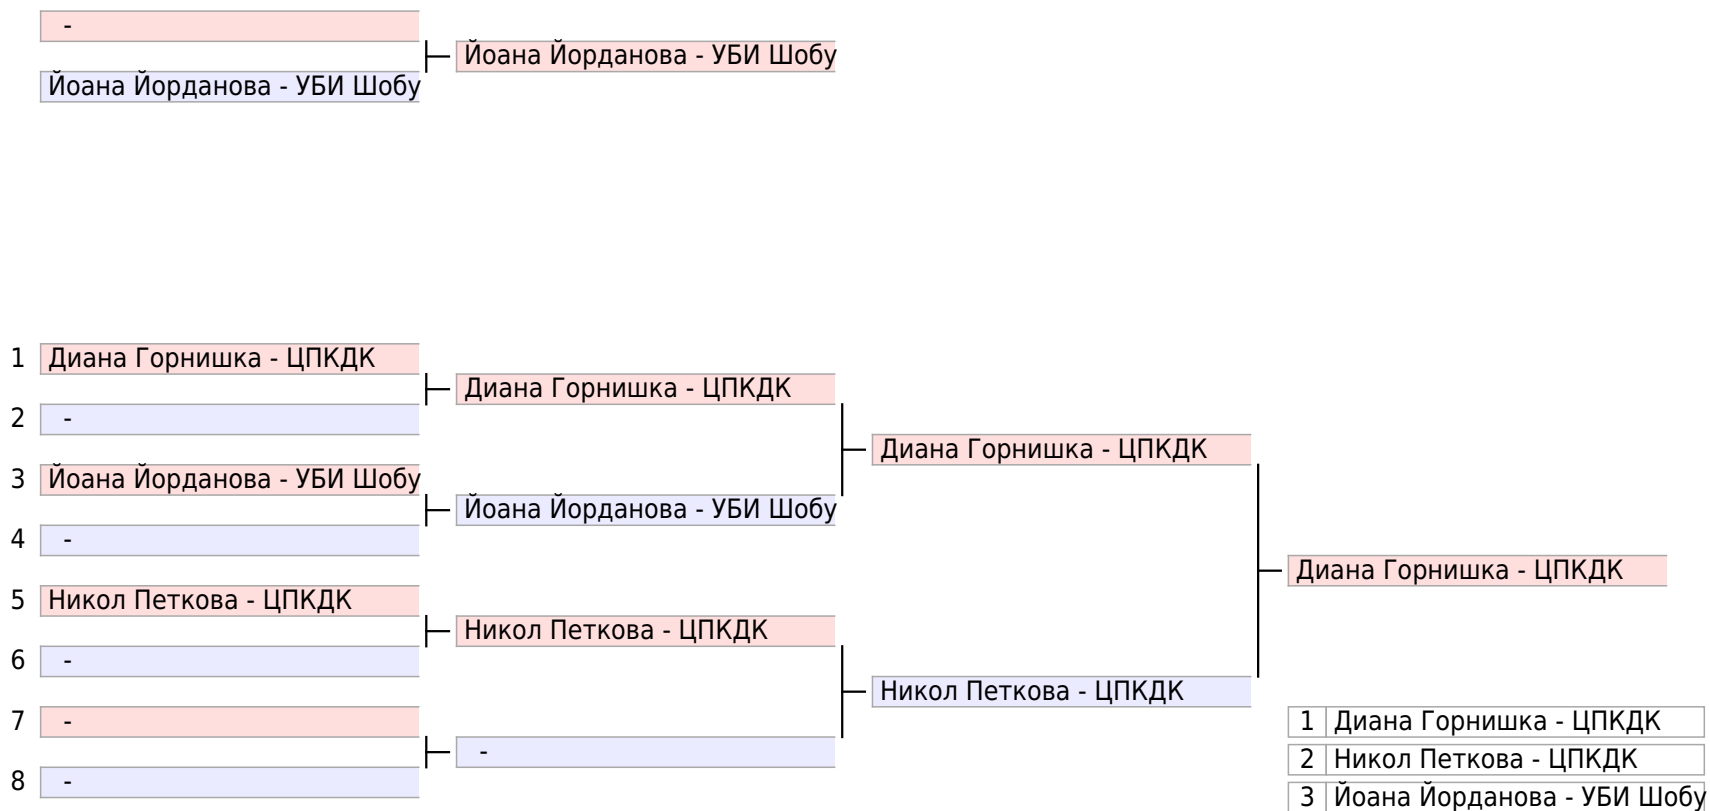 -
Йоана Йорданова - УБИ Шобу
Йоана Йорданова - УБИ Шобу
1 Диана Горнишка - ЦПКДК
Диана Горнишка - ЦПКДК
2 -
Диана Горнишка - ЦПКДК
3 Йоана Йорданова - УБИ Шобу
Йоана Йорданова - УБИ Шобу
4 -
Диана Горнишка - ЦПКДК
5 Никол Петкова - ЦПКДК
Никол Петкова - ЦПКДК
6 -
Никол Петкова - ЦПКДК
7 -
-
8 -
1 Диана Горнишка - ЦПКДК
2 Никол Петкова - ЦПКДК
3 Йоана Йорданова - УБИ Шобу